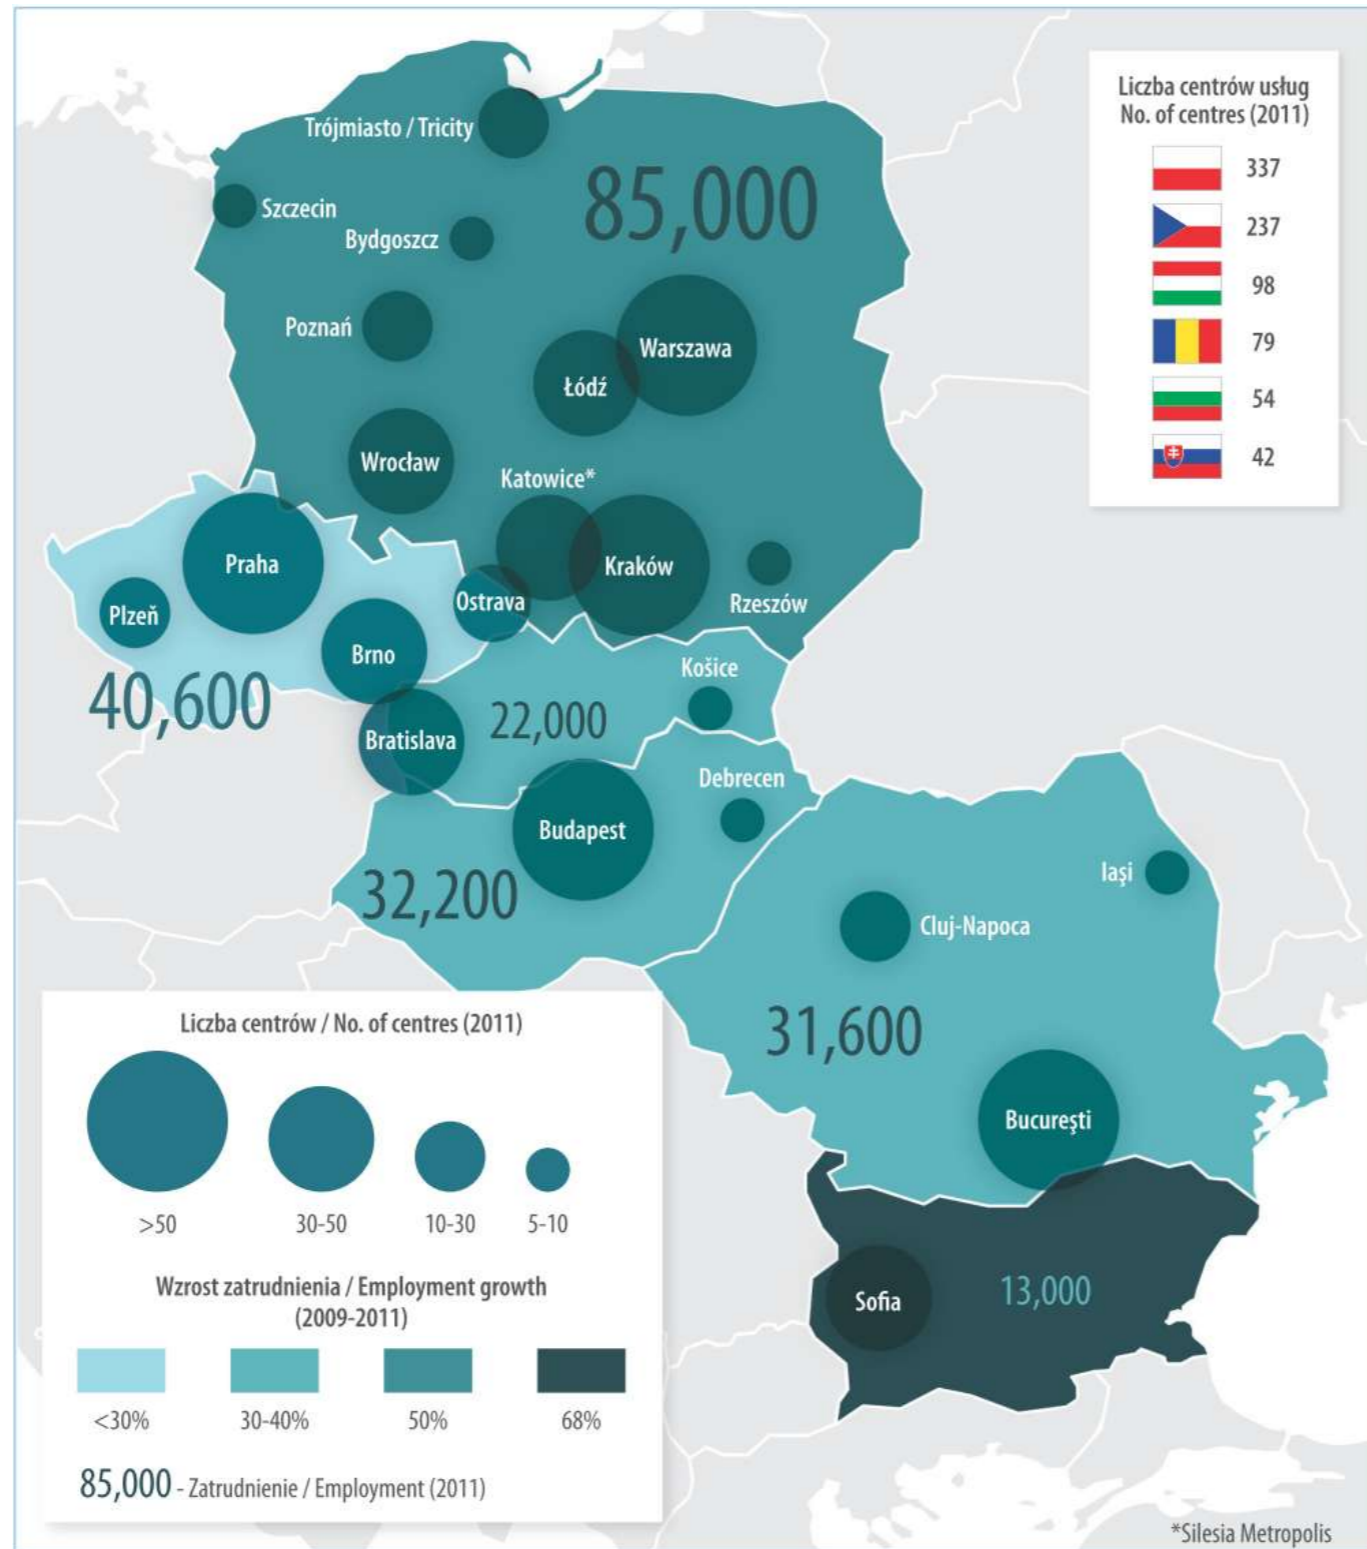 Liczba centrów usług
No. of centres (2011)
337
237
98
79
54
42
Trójmiasto / Tricity
85,000
Szczecin
Bydgoszcz
Poznań
Warszawa
Łódź
Wrocław
Katowice*
Praha
Kraków
Ostrava
Rzeszów
Plzeň
Brno
Košice
40,600
22,000
Bratislava
Debrecen
Budapest
Iaşi
32,200
Cluj-Napoca
31,600
Bucureşti
Sofia
13,000
Liczba centrów / No. of centres (2011)
>50 30-50 10-30 5-10
Wzrost zatrudnienia / Employment growth
(2009-2011)
<30% 30-40% 50% 68%
85,000 - Zatrudnienie / Employment (2011)
*Silesia Metropolis